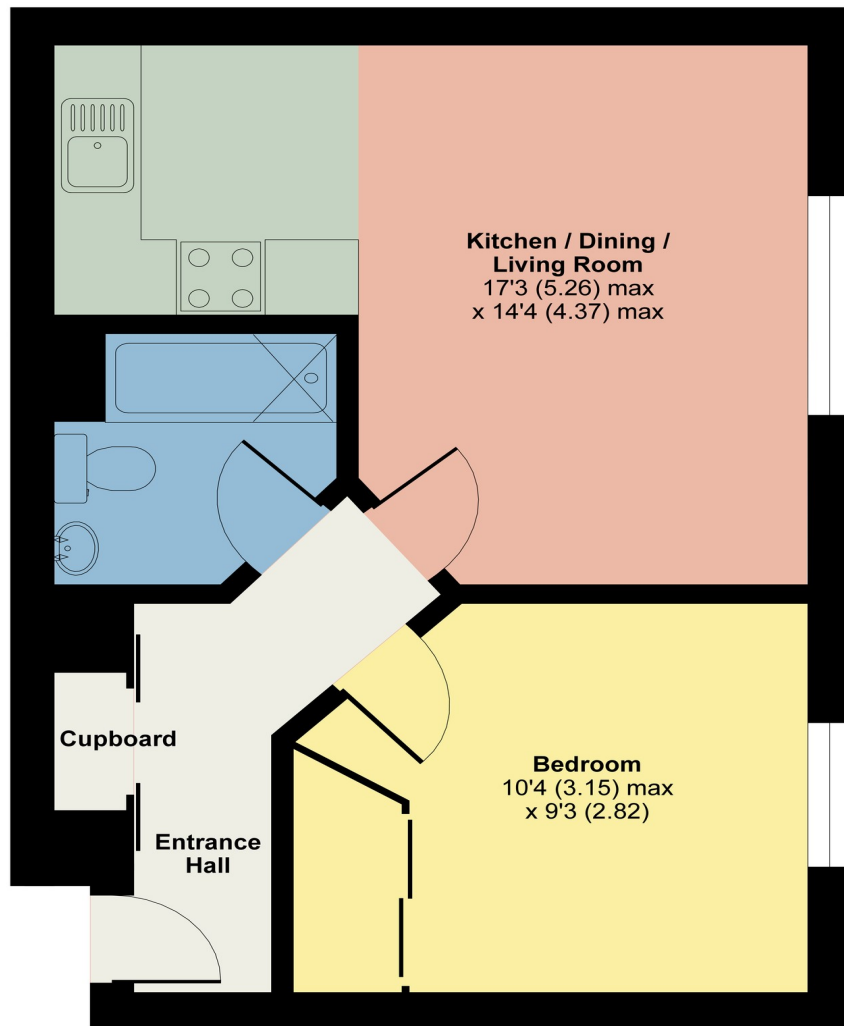 Kitchen / Dining /
Living Room
17'3 (5.26) max
x 14'4 (4.37) max
Cupboard
Bedroom
10'4 (3.15) max
x 9'3 (2.82)
Entrance
Hall